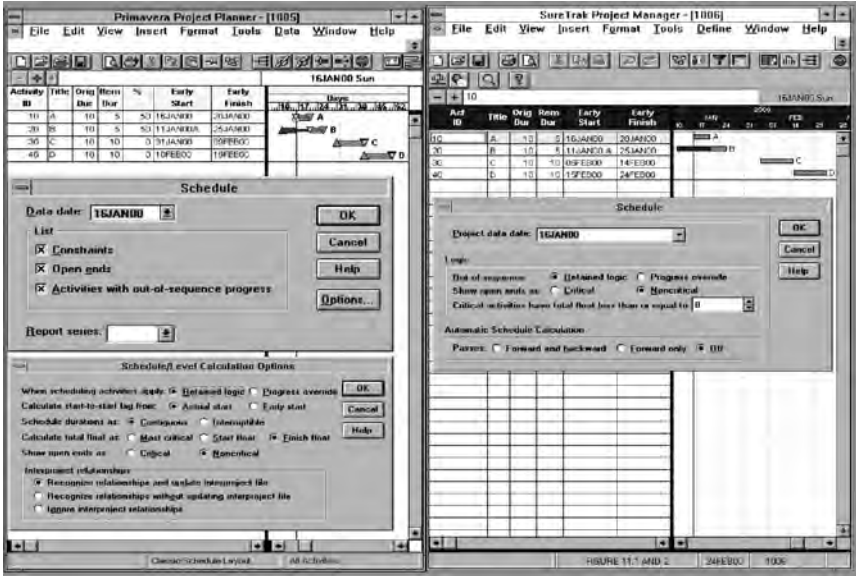 Primavera Project Planner - [1005]
File Edit View Insert Format Tools Data Window Help
16JAN00 Sun
Activity ID Title Orig Dur Rem Dur % Early Start Early Finish Days
10 A 10 5 50 16JAN00 20JAN00 A
20 B 10 5 50 11JAN00A 25JAN00 B
30 C 10 10 0 31JAN00 C
40 D 10 10 0 10FEB00 19FEB00 D
Schedule
Data date: 16JAN00
List
Constraints
Open ends
Activities with out-of-sequence progress
Report series:
OK
Cancel
Help
Options...
Schedule/Level Calculation Options
When scheduling activities apply: Retained logic Progress override
Calculate start-to-start lag from: Actual start Early start
Schedule durations as: Contiguous Interruptible
Calculate total float as: Most critical Start float Finish float
Show open ends as: Critical Noncritical
Interproject relationships
Recognize relationships and update interproject file
Recognize relationships without updating interproject file
Ignore interproject relationships
OK
Cancel
Help
Classic Schedule Layout All Activities
SureTrak Project Manager - [1006]
File Edit View Insert Format Tools Define Window Help
10
16JAN00 Sun
Act ID Title Orig Dur Rem Dur Early Start Early Finish 2000 JAN FEB
10 A 10 5 16JAN00 20JAN00 A
20 B 10 5 11JAN00 A 25JAN00 B
30 C 10 10 05FEB00 14FEB00 C
40 D 10 10 15FEB00 24FEB00 D
Schedule
Project data date: 16JAN00
Logic
Out of sequence: Retained logic Progress override
Show open ends as: Critical Noncritical
Critical activities have total float less than or equal to 0
Automatic Schedule Calculation
Passes: Forward and backward Forward only Off
OK
Cancel
Help
FIGURE 11.1 AND 2 24FEB00 1006